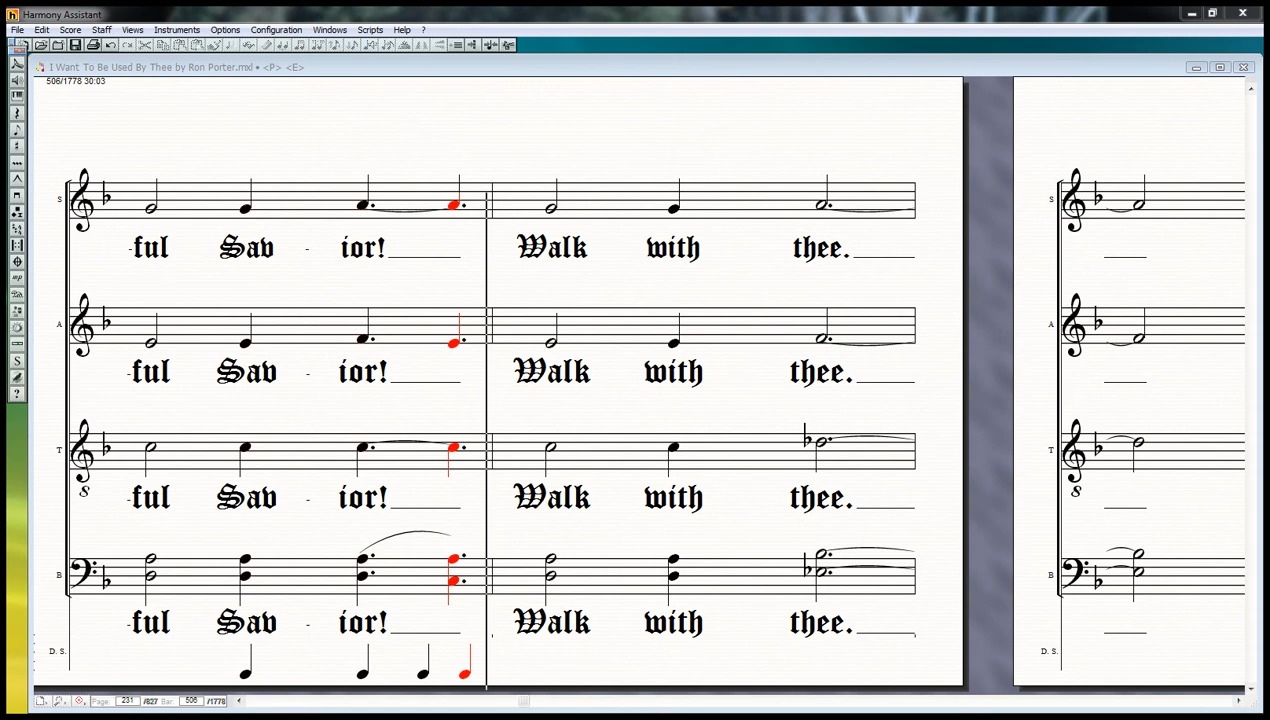 Harmony Assistant
File Edit Score Staff Views Instruments Options Configuration Windows Scripts Help ?
I Want To Be Used By Thee by Ron Porter.mxl • <P> <E>
506/1778 30:03
S
-ful Sav - ior! Walk with thee.
A
-ful Sav - ior! Walk with thee.
T
8
-ful Sav - ior! Walk with thee.
B
-ful Sav - ior! Walk with thee.
D. S.
S
A
T
8
B
D. S.
Page: 231 /827 Bar: 506 /1778